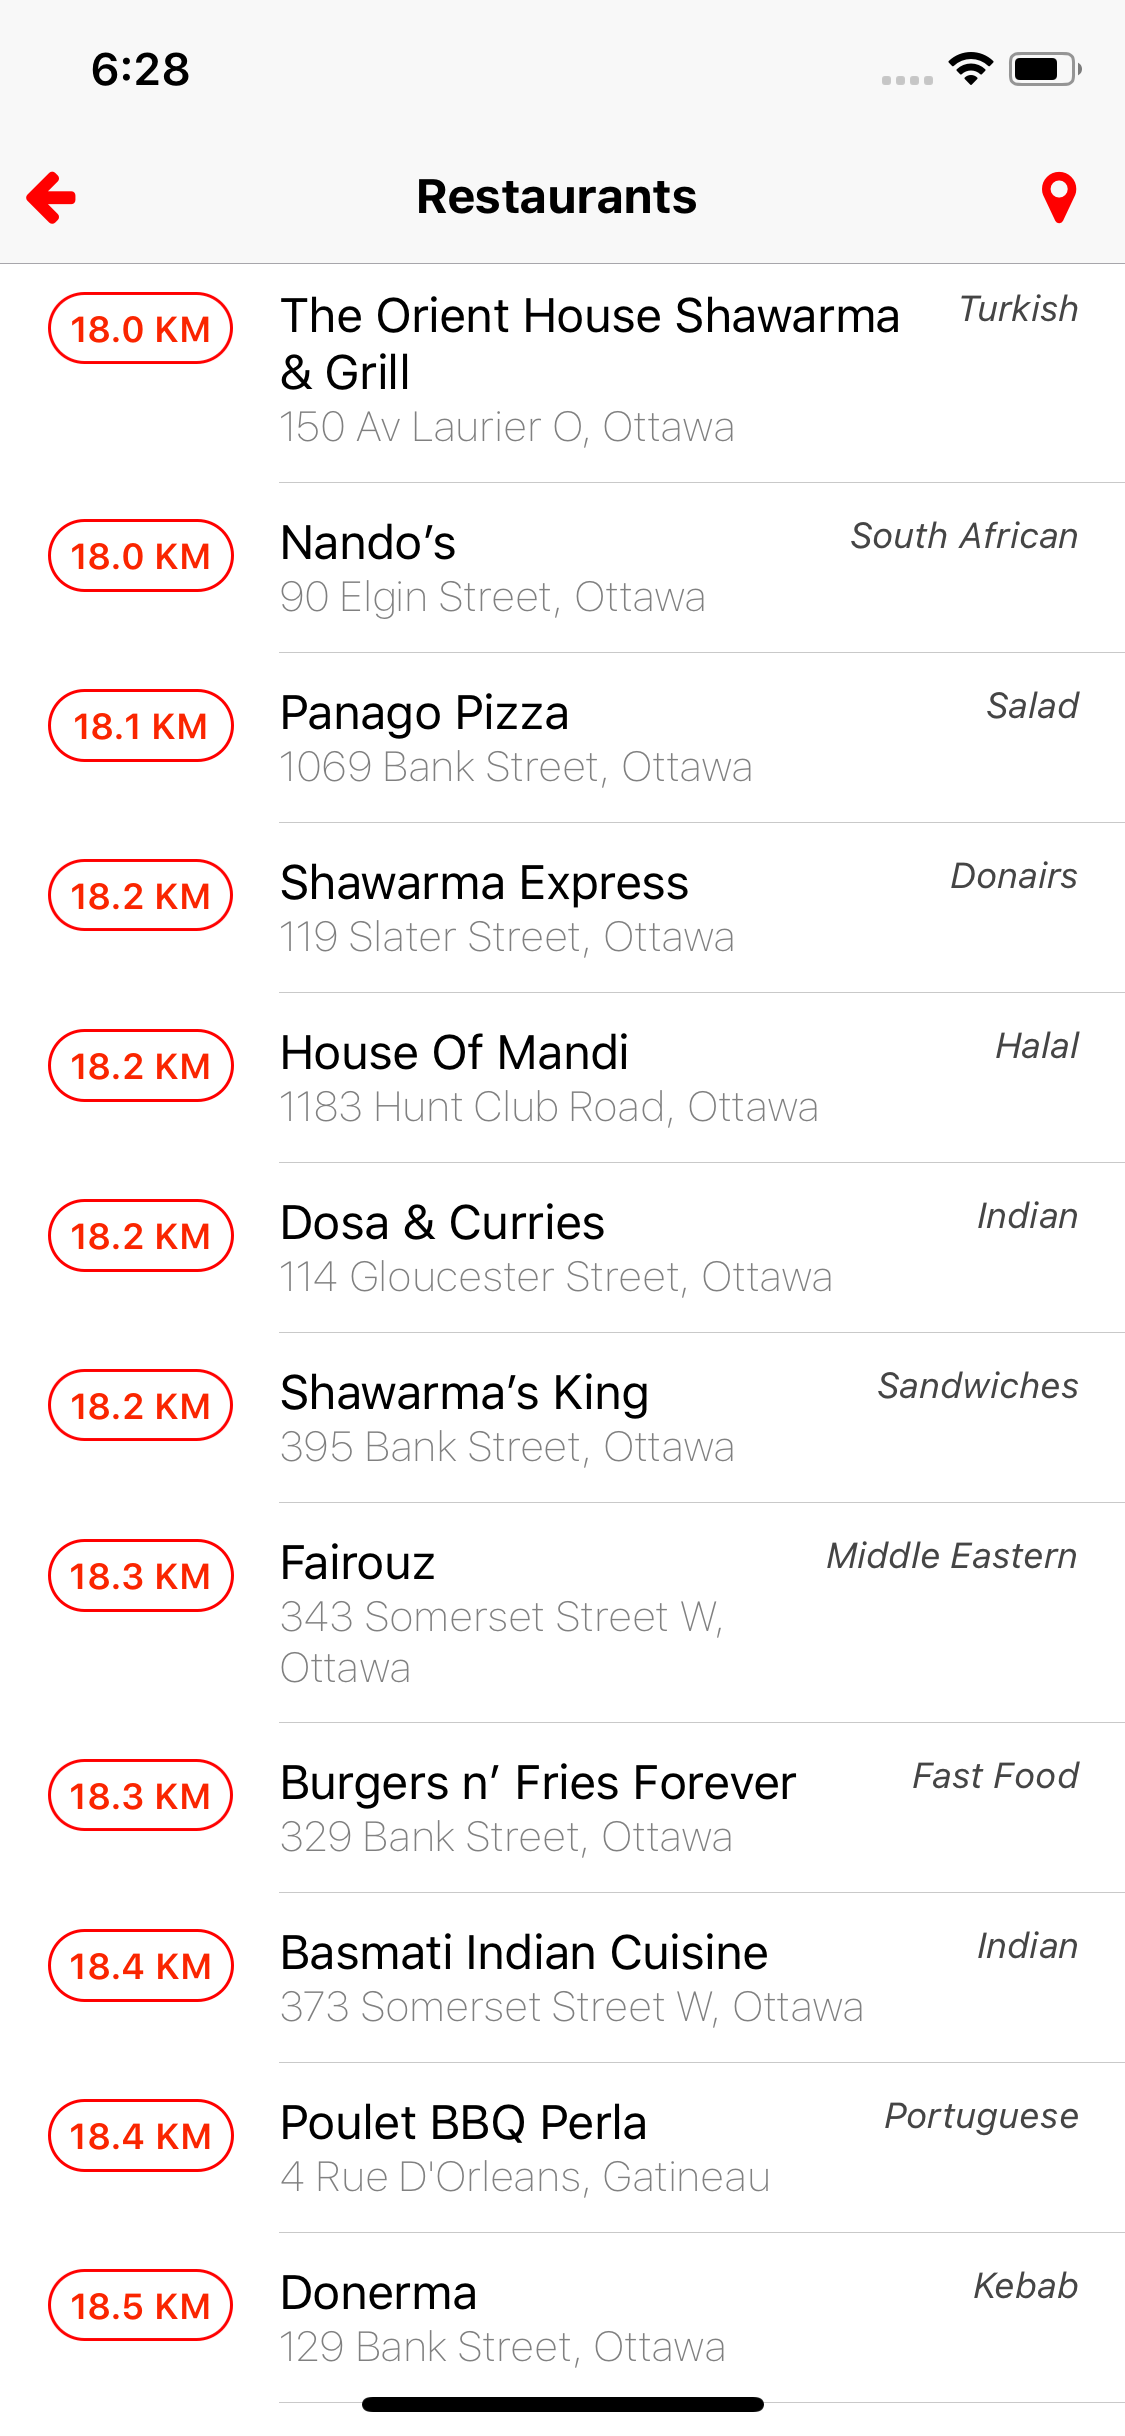 6:28
Restaurants
18.0 KM
The Orient House Shawarma
& Grill
Turkish
150 Av Laurier O, Ottawa
18.0 KM
Nando’s
South African
90 Elgin Street, Ottawa
18.1 KM
Panago Pizza
Salad
1069 Bank Street, Ottawa
18.2 KM
Shawarma Express
Donairs
119 Slater Street, Ottawa
18.2 KM
House Of Mandi
Halal
1183 Hunt Club Road, Ottawa
18.2 KM
Dosa & Curries
Indian
114 Gloucester Street, Ottawa
18.2 KM
Shawarma’s King
Sandwiches
395 Bank Street, Ottawa
18.3 KM
Fairouz
Middle Eastern
343 Somerset Street W,
Ottawa
18.3 KM
Burgers n’ Fries Forever
Fast Food
329 Bank Street, Ottawa
18.4 KM
Basmati Indian Cuisine
Indian
373 Somerset Street W, Ottawa
18.4 KM
Poulet BBQ Perla
Portuguese
4 Rue D'Orleans, Gatineau
18.5 KM
Donerma
Kebab
129 Bank Street, Ottawa